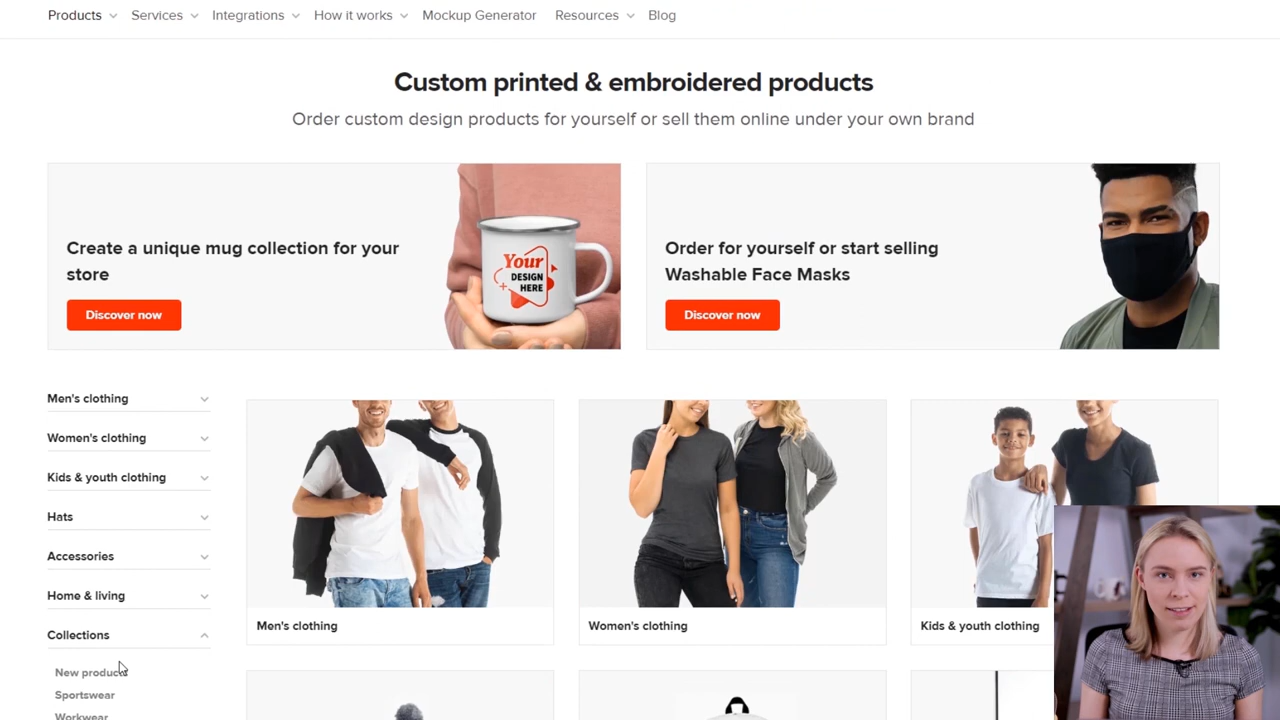 Products
Services
Integrations
How it works
Mockup Generator
Resources
Blog
Custom printed & embroidered products
Order custom design products for yourself or sell them online under your own brand
Create a unique mug collection for your
store
Discover now
Your
DESIGN
HERE
Order for yourself or start selling
Washable Face Masks
Discover now
Men's clothing
Women's clothing
Kids & youth clothing
Hats
Accessories
Home & living
Collections
New products
Sportswear
Workwear
Men's clothing
Women's clothing
Kids & youth clothing